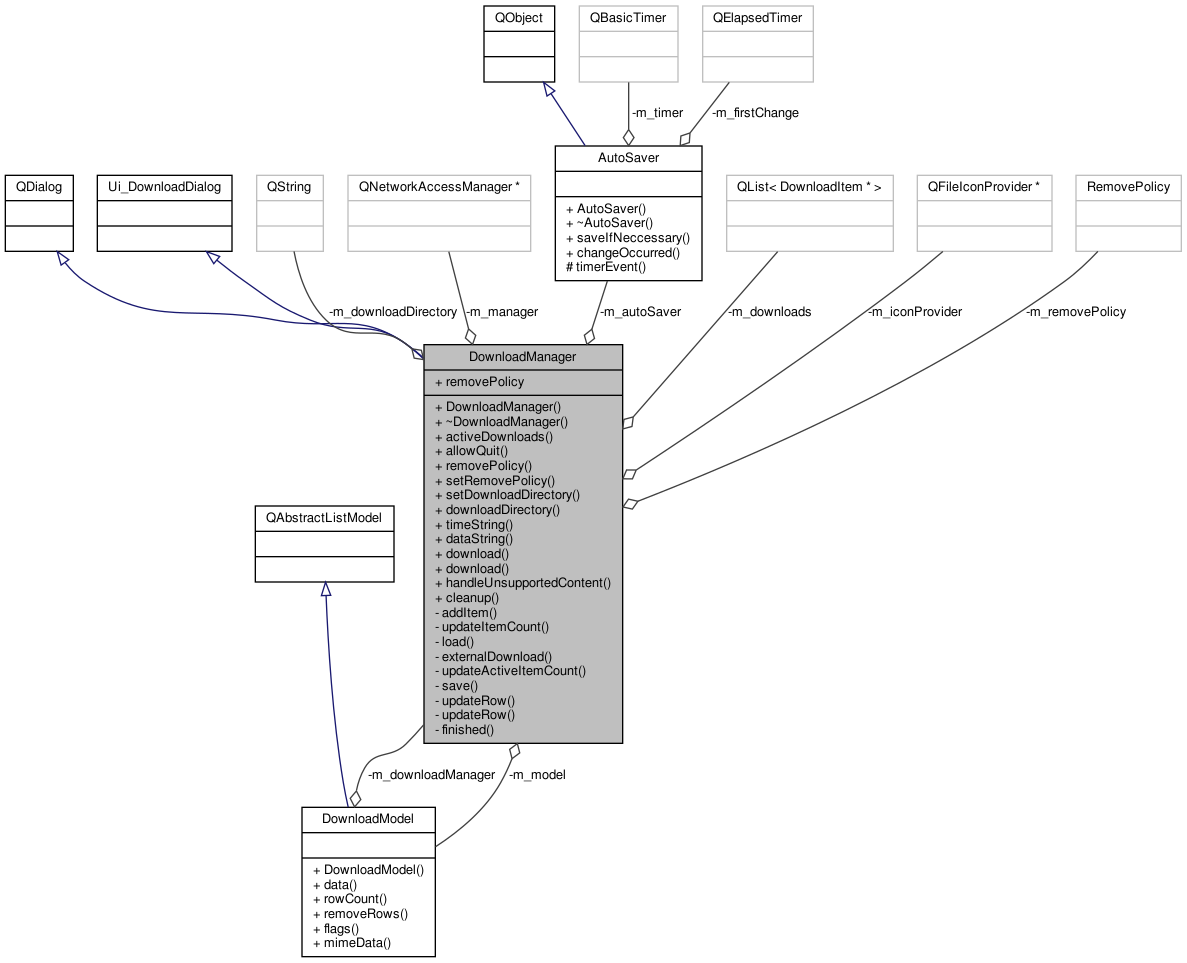 QObject
QBasicTimer
QElapsedTimer
-m_timer
-m_firstChange
AutoSaver
+ AutoSaver()
+ ~AutoSaver()
+ saveIfNeccessary()
+ changeOccurred()
# timerEvent()
QDialog
Ui_DownloadDialog
QString
QNetworkAccessManager *
QList< DownloadItem * >
QFileIconProvider *
RemovePolicy
-m_downloadDirectory
-m_manager
-m_autoSaver
-m_downloads
-m_iconProvider
-m_removePolicy
DownloadManager
+ removePolicy
+ DownloadManager()
+ ~DownloadManager()
+ activeDownloads()
+ allowQuit()
+ removePolicy()
+ setRemovePolicy()
+ setDownloadDirectory()
+ downloadDirectory()
+ timeString()
+ dataString()
+ download()
+ download()
+ handleUnsupportedContent()
+ cleanup()
- addItem()
- updateItemCount()
- load()
- externalDownload()
- updateActiveItemCount()
- save()
- updateRow()
- updateRow()
- finished()
QAbstractListModel
-m_downloadManager
-m_model
DownloadModel
+ DownloadModel()
+ data()
+ rowCount()
+ removeRows()
+ flags()
+ mimeData()